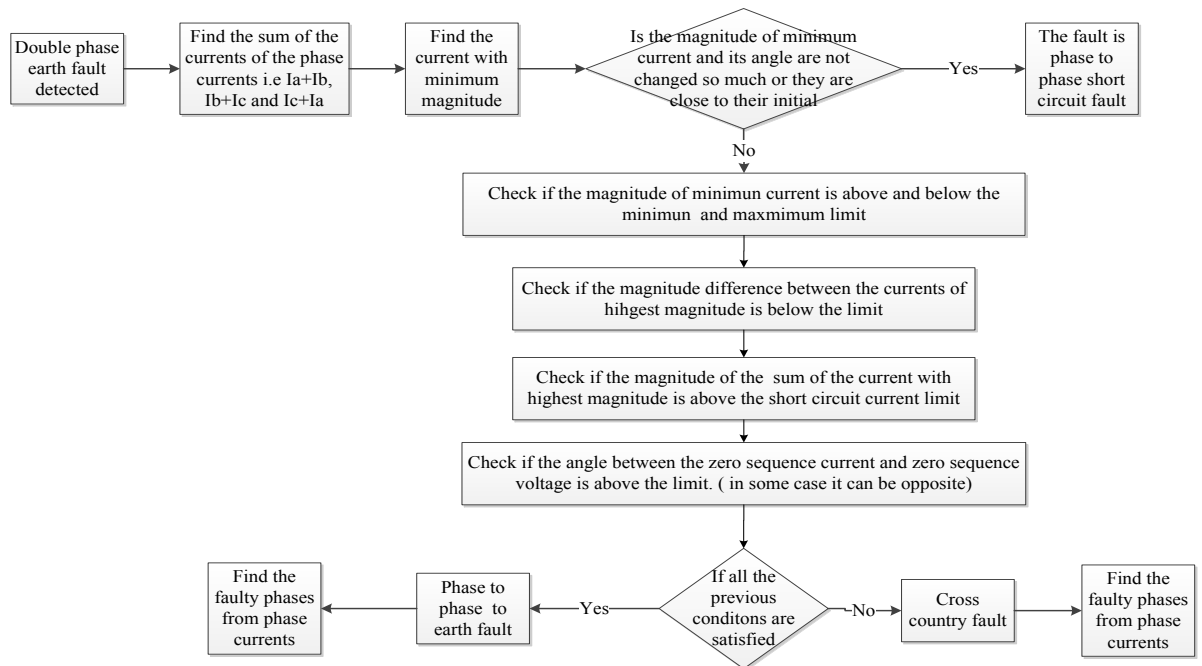 Double phase
earth fault
detected
Find the sum of the
currents of the phase
currents i.e Ia+Ib,
Ib+Ic and Ic+Ia
Find the
current with
minimum
magnitude
Is the magnitude of minimum
current and its angle are not
changed so much or they are
close to their initial
Yes
The fault is
phase to
phase short
circuit fault
No
Check if the magnitude of minimun current is above and below the
minimun and maxmimum limit
Check if the magnitude difference between the currents of
hihgest magnitude is below the limit
Check if the magnitude of the sum of the current with
highest magnitude is above the short circuit current limit
Check if the angle between the zero sequence current and zero sequence
voltage is above the limit. ( in some case it can be opposite)
If all the
previous
conditons are
satisfied
Yes
Phase to
phase to
earth fault
Find the
faulty phases
from phase
currents
No
Cross
country fault
Find the
faulty phases
from phase
currents